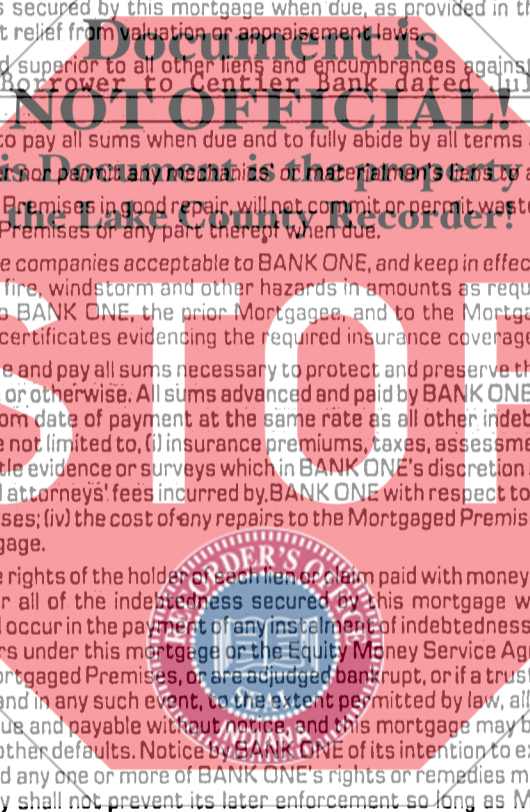 s secured by this mortgage when due, as provided in th
t relief from valuation or appraisement laws.
Document is
d superior to all other liens and encumbrances against
Borrower to Centier Bank dated Jul
NOT OFFICIAL!
to pay all sums when due and to fully abide by all terms
is Document is the property
er nor permit any mechanics' or materialmen's liens to a
Premises in good repair, will not commit or permit wast
the Lake County Recorder!
Premises or any part thereof when due.
e companies acceptable to BANK ONE, and keep in effec
fire, windstorm and other hazards in amounts as requ
o BANK ONE, the prior Mortgagee, and to the Mortga
certificates evidencing the required insurance coverage
STOP
e and pay all sums necessary to protect and preserve th
or otherwise. All sums advanced and paid by BANK ONE
om date of payment at the same rate as all other indeb
e not limited to, (i) insurance premiums, taxes, assessme
tle evidence or surveys which in BANK ONE's discretion
l attorneys' fees incurred by BANK ONE with respect to
ses; (iv) the cost of any repairs to the Mortgaged Premis
gage.
e rights of the holder of each lien or claim paid with money
r all of the indebtedness secured by this mortgage w
l occur in the payment of any instalment of indebtedness
rs under this mortgage or the Equity Money Service Agr
ortgaged Premises, or are adjudged bankrupt, or if a trust
and in any such event, to the extent permitted by law, all
ue and payable without notice, and this mortgage may b
other defaults. Notice by BANK ONE of its intention to ex
d any one or more of BANK ONE's rights or remedies m
y shall not prevent its later enforcement so long as M
RECORDER'S OFFICE
SEAL
INDIANA